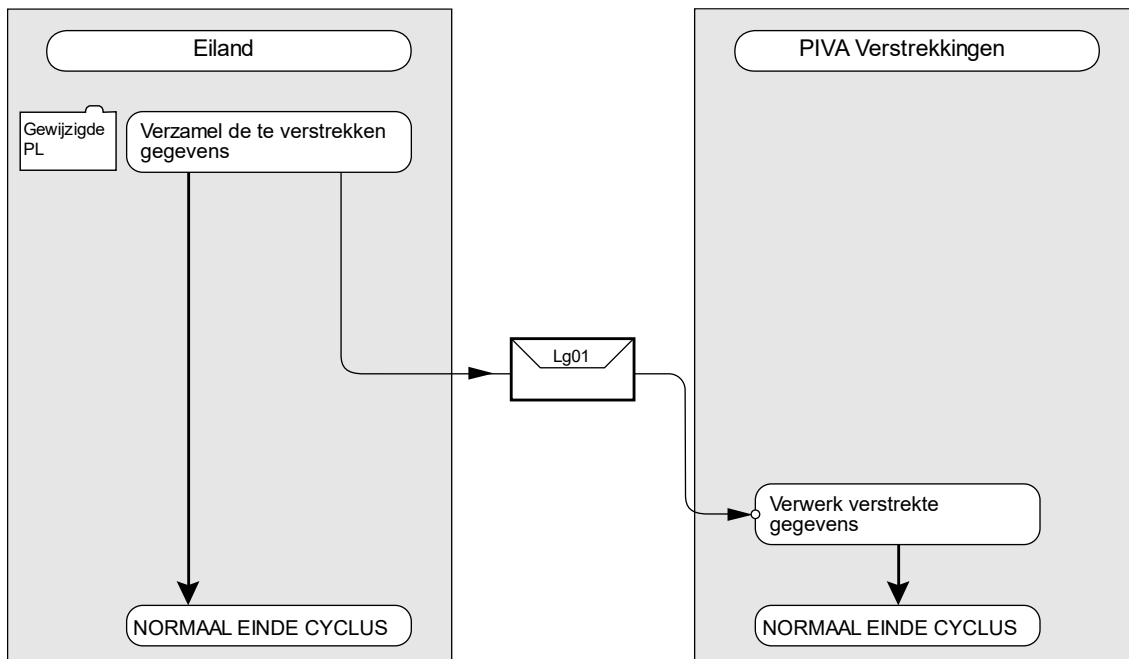 Eiland
PIVA Verstrekkingen
Gewijzigde
PL
Verzamel de te verstrekken
gegevens
Lg01
Verwerk verstrekte
gegevens
NORMAAL EINDE CYCLUS
NORMAAL EINDE CYCLUS